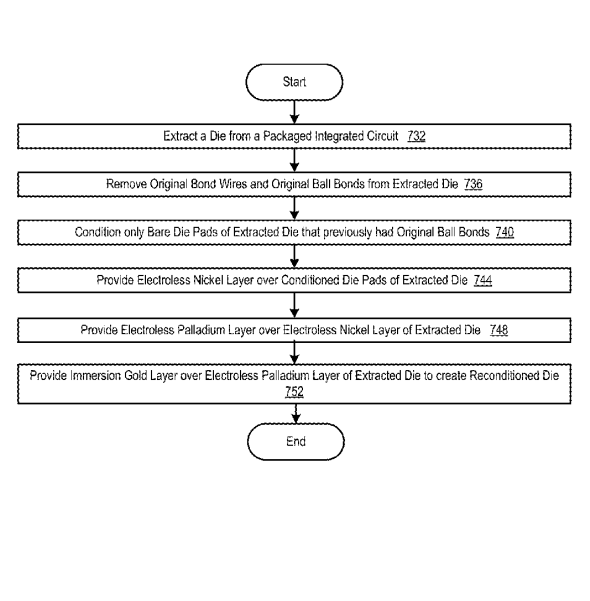 Start
Extract a Die from a Packaged Integrated Circuit 732
Remove Original Bond Wires and Original Ball Bonds from Extracted Die 736
Condition only Bare Die Pads of Extracted Die that previously had Original Ball Bonds 740
Provide Electroless Nickel Layer over Conditioned Die Pads of Extracted Die 744
Provide Electroless Palladium Layer over Electroless Nickel Layer of Extracted Die 748
Provide Immersion Gold Layer over Electroless Palladium Layer of Extracted Die to create Reconditioned Die
752
End